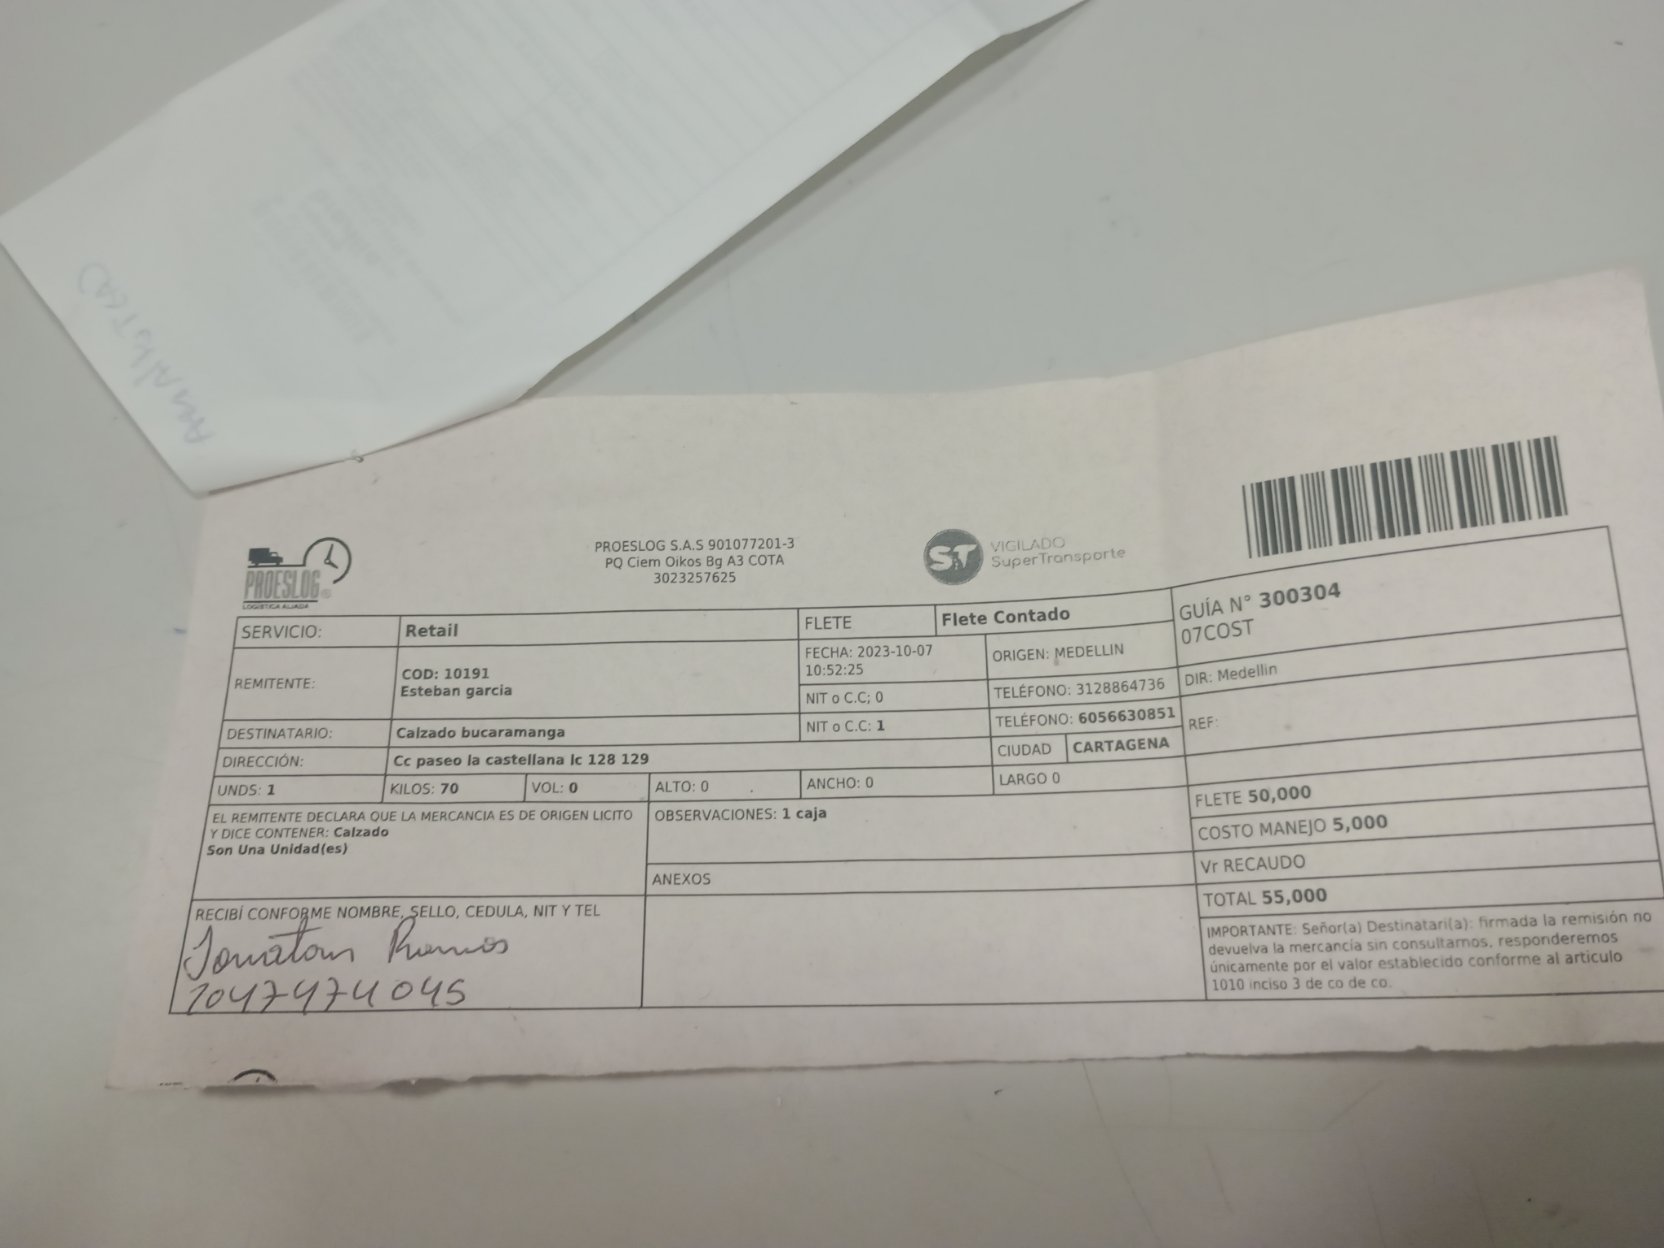 PROESLOG
LOGISTICA ALIADA
PROESLOG S.A.S 901077201-3
PQ Ciem Oikos Bg A3 COTA
3023257625
ST VIGILADO
SuperTransporte
SERVICIO: Retail
FLETE Flete Contado
GUÍA N° 300304
07COST
REMITENTE: COD: 10191
Esteban garcia
FECHA: 2023-10-07
10:52:25
ORIGEN: MEDELLIN
DIR: Medellin
NIT o C.C; 0
TELÉFONO: 3128864736
DESTINATARIO: Calzado bucaramanga
NIT o C.C: 1
TELÉFONO: 6056630851
REF:
DIRECCIÓN: Cc paseo la castellana lc 128 129
CIUDAD CARTAGENA
UNDS: 1 KILOS: 70 VOL: 0 ALTO: 0 ANCHO: 0 LARGO 0
FLETE 50,000
EL REMITENTE DECLARA QUE LA MERCANCIA ES DE ORIGEN LICITO
Y DICE CONTENER: Calzado
Son Una Unidad(es)
OBSERVACIONES: 1 caja
COSTO MANEJO 5,000
ANEXOS
Vr RECAUDO
TOTAL 55,000
RECIBÍ CONFORME NOMBRE, SELLO, CEDULA, NIT Y TEL
Jonatan Ramos
1047474045
IMPORTANTE: Señor(a) Destinatari(a): firmada la remisión no
devuelva la mercancía sin consultarnos, responderemos
únicamente por el valor establecido conforme al articulo
1010 inciso 3 de co de co.